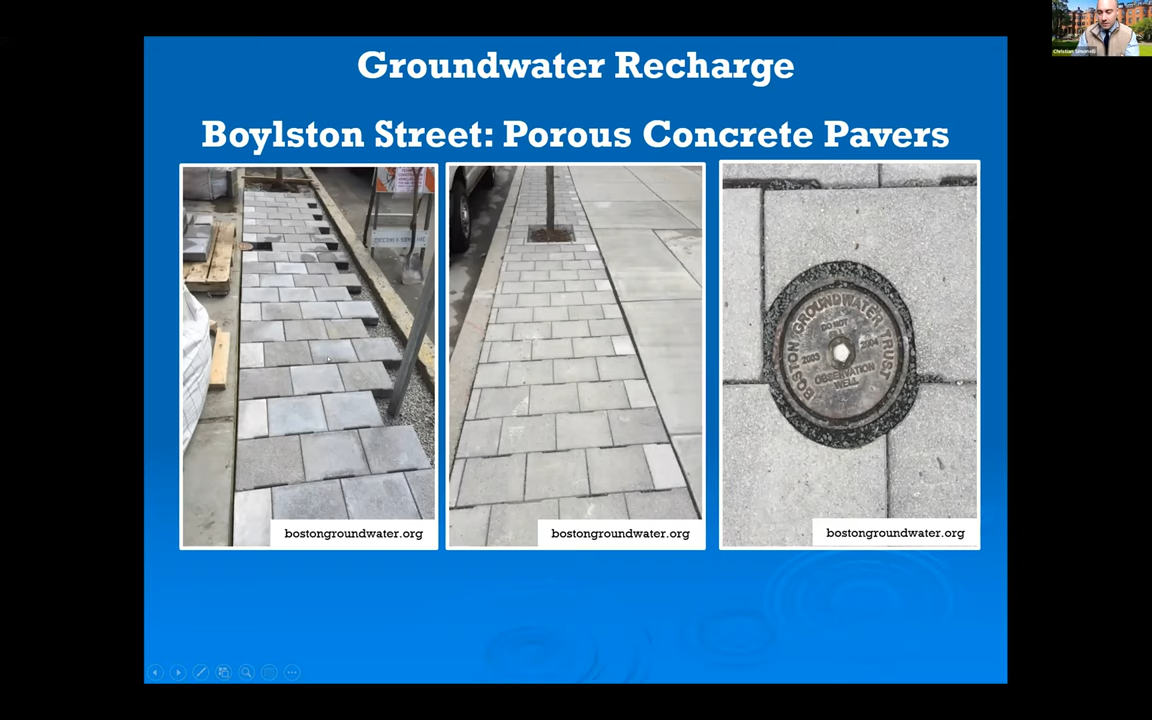 Groundwater Recharge
Boylston Street: Porous Concrete Pavers
bostongroundwater.org
bostongroundwater.org
BOSTON GROUNDWATER TRUST
DO NOT
2003
2004
OBSERVATION
WELL
bostongroundwater.org
Christian Simonelli